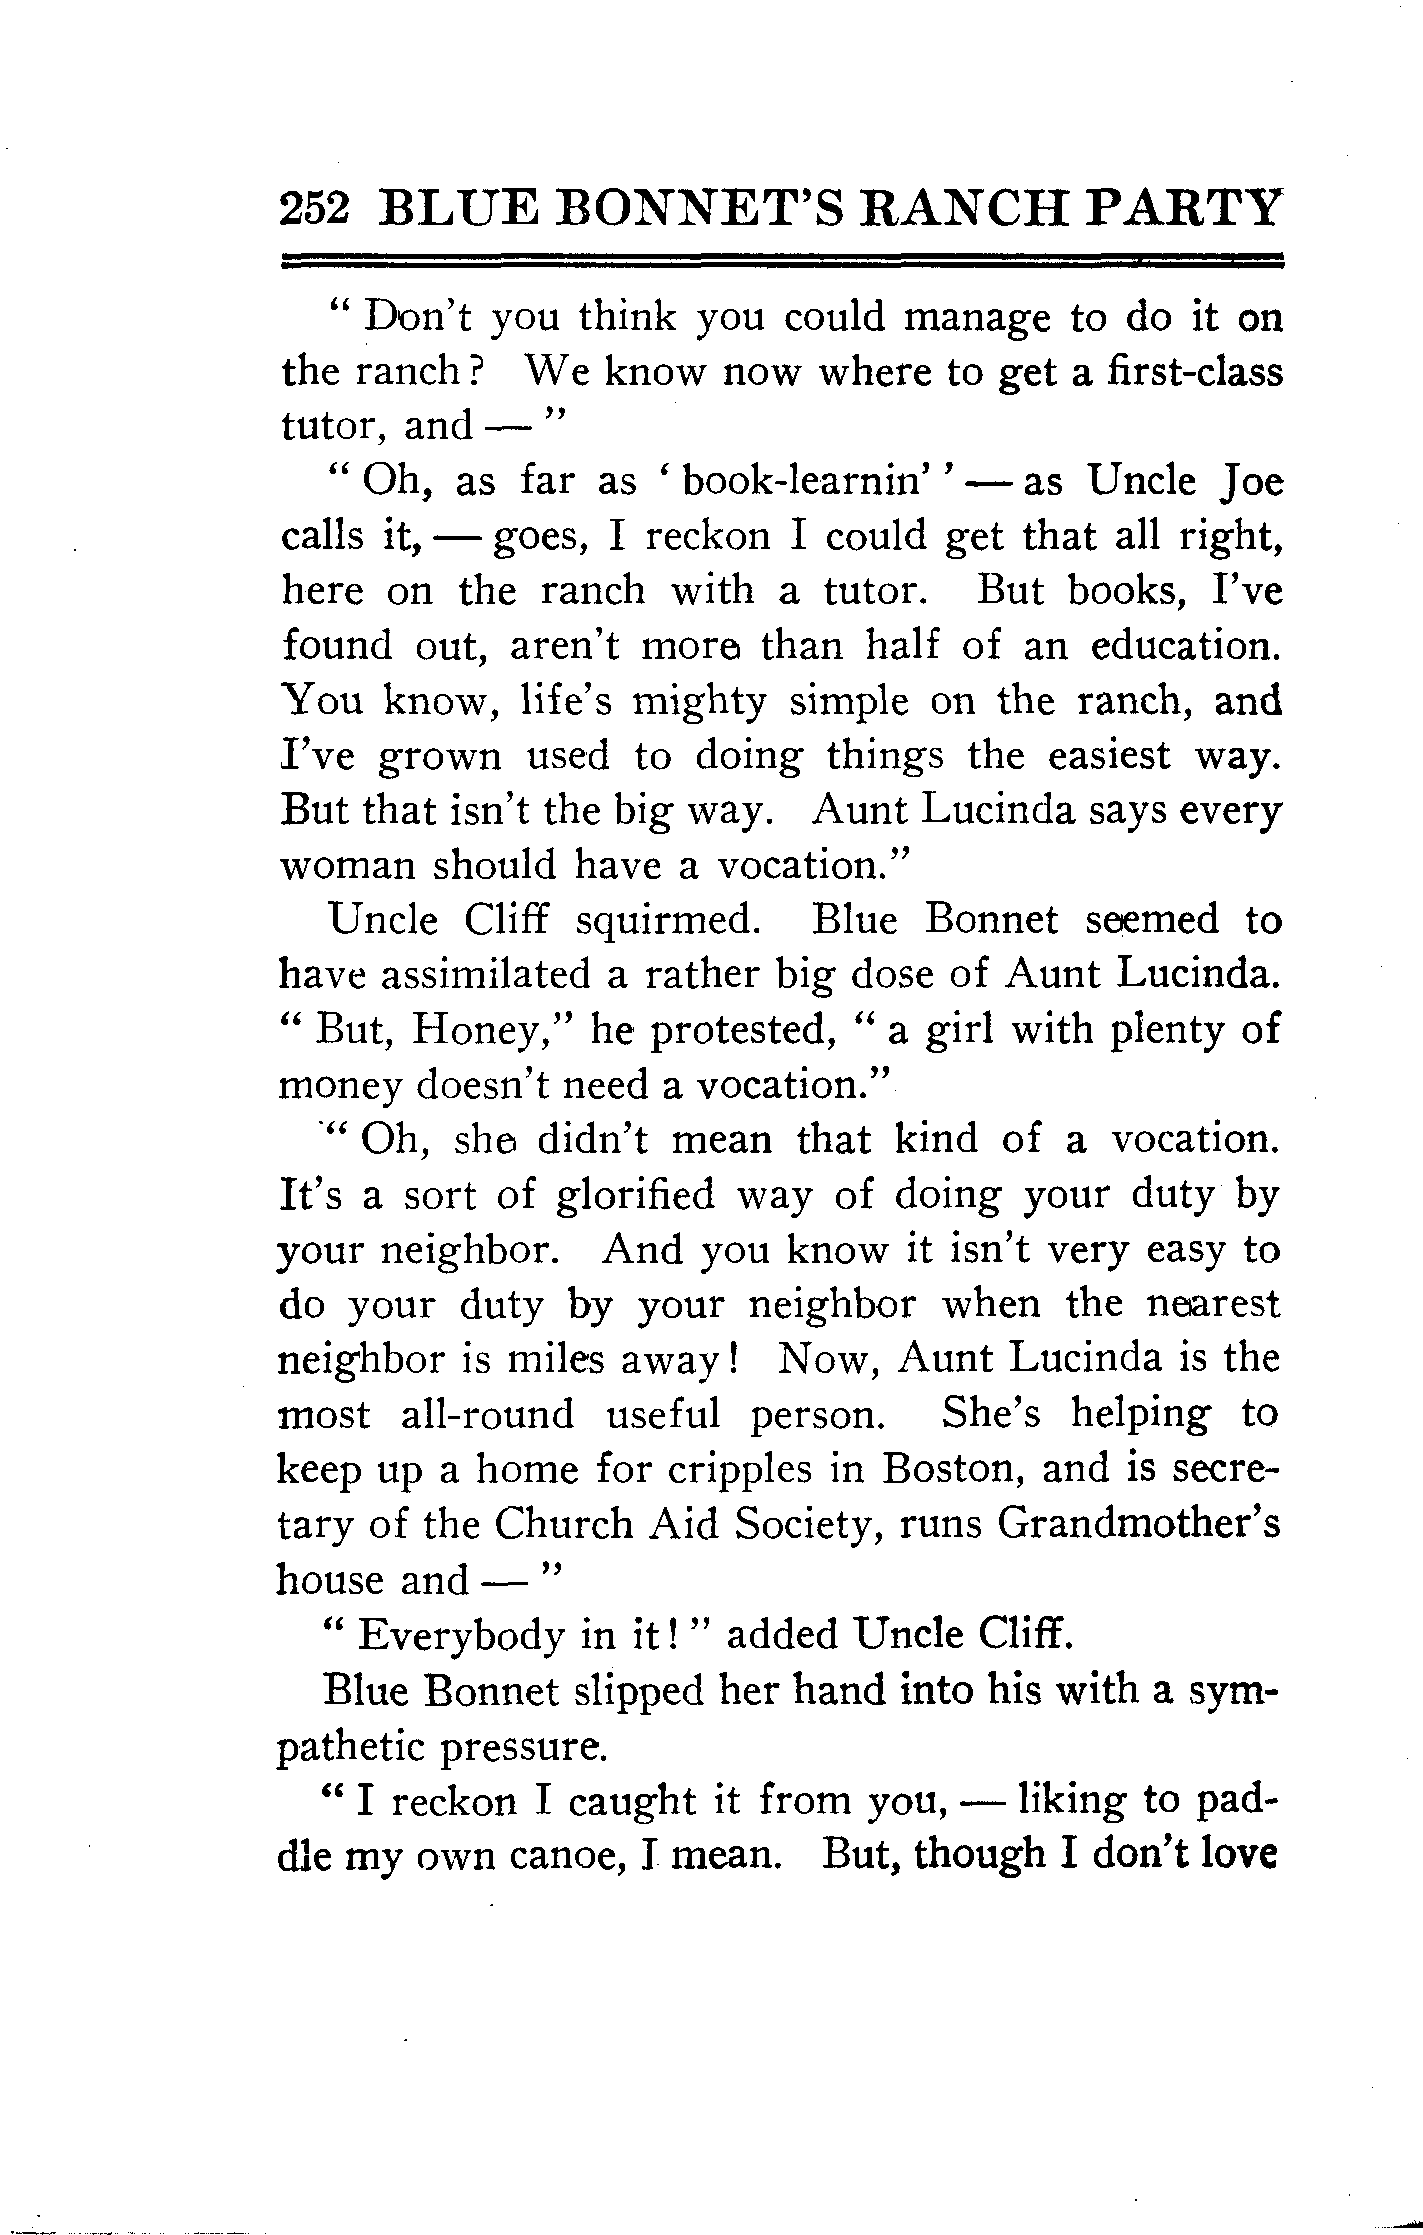 252 BLUE BONNET'S RANCH PARTY
" Don't you think you could manage to do it on
the ranch? We know now where to get a first-class
tutor, and — "
" Oh, as far as ' book-learnin' ' — as Uncle Joe
calls it, — goes, I reckon I could get that all right,
here on the ranch with a tutor. But books, I've
found out, aren't more than half of an education.
You know, life's mighty simple on the ranch, and
I've grown used to doing things the easiest way.
But that isn't the big way. Aunt Lucinda says every
woman should have a vocation."
Uncle Cliff squirmed. Blue Bonnet seemed to
have assimilated a rather big dose of Aunt Lucinda.
" But, Honey," he protested, " a girl with plenty of
money doesn't need a vocation."
" Oh, she didn't mean that kind of a vocation.
It's a sort of glorified way of doing your duty by
your neighbor. And you know it isn't very easy to
do your duty by your neighbor when the nearest
neighbor is miles away! Now, Aunt Lucinda is the
most all-round useful person. She's helping to
keep up a home for cripples in Boston, and is secre-
tary of the Church Aid Society, runs Grandmother's
house and — "
" Everybody in it! " added Uncle Cliff.
Blue Bonnet slipped her hand into his with a sym-
pathetic pressure.
" I reckon I caught it from you, — liking to pad-
dle my own canoe, I mean. But, though I don't love